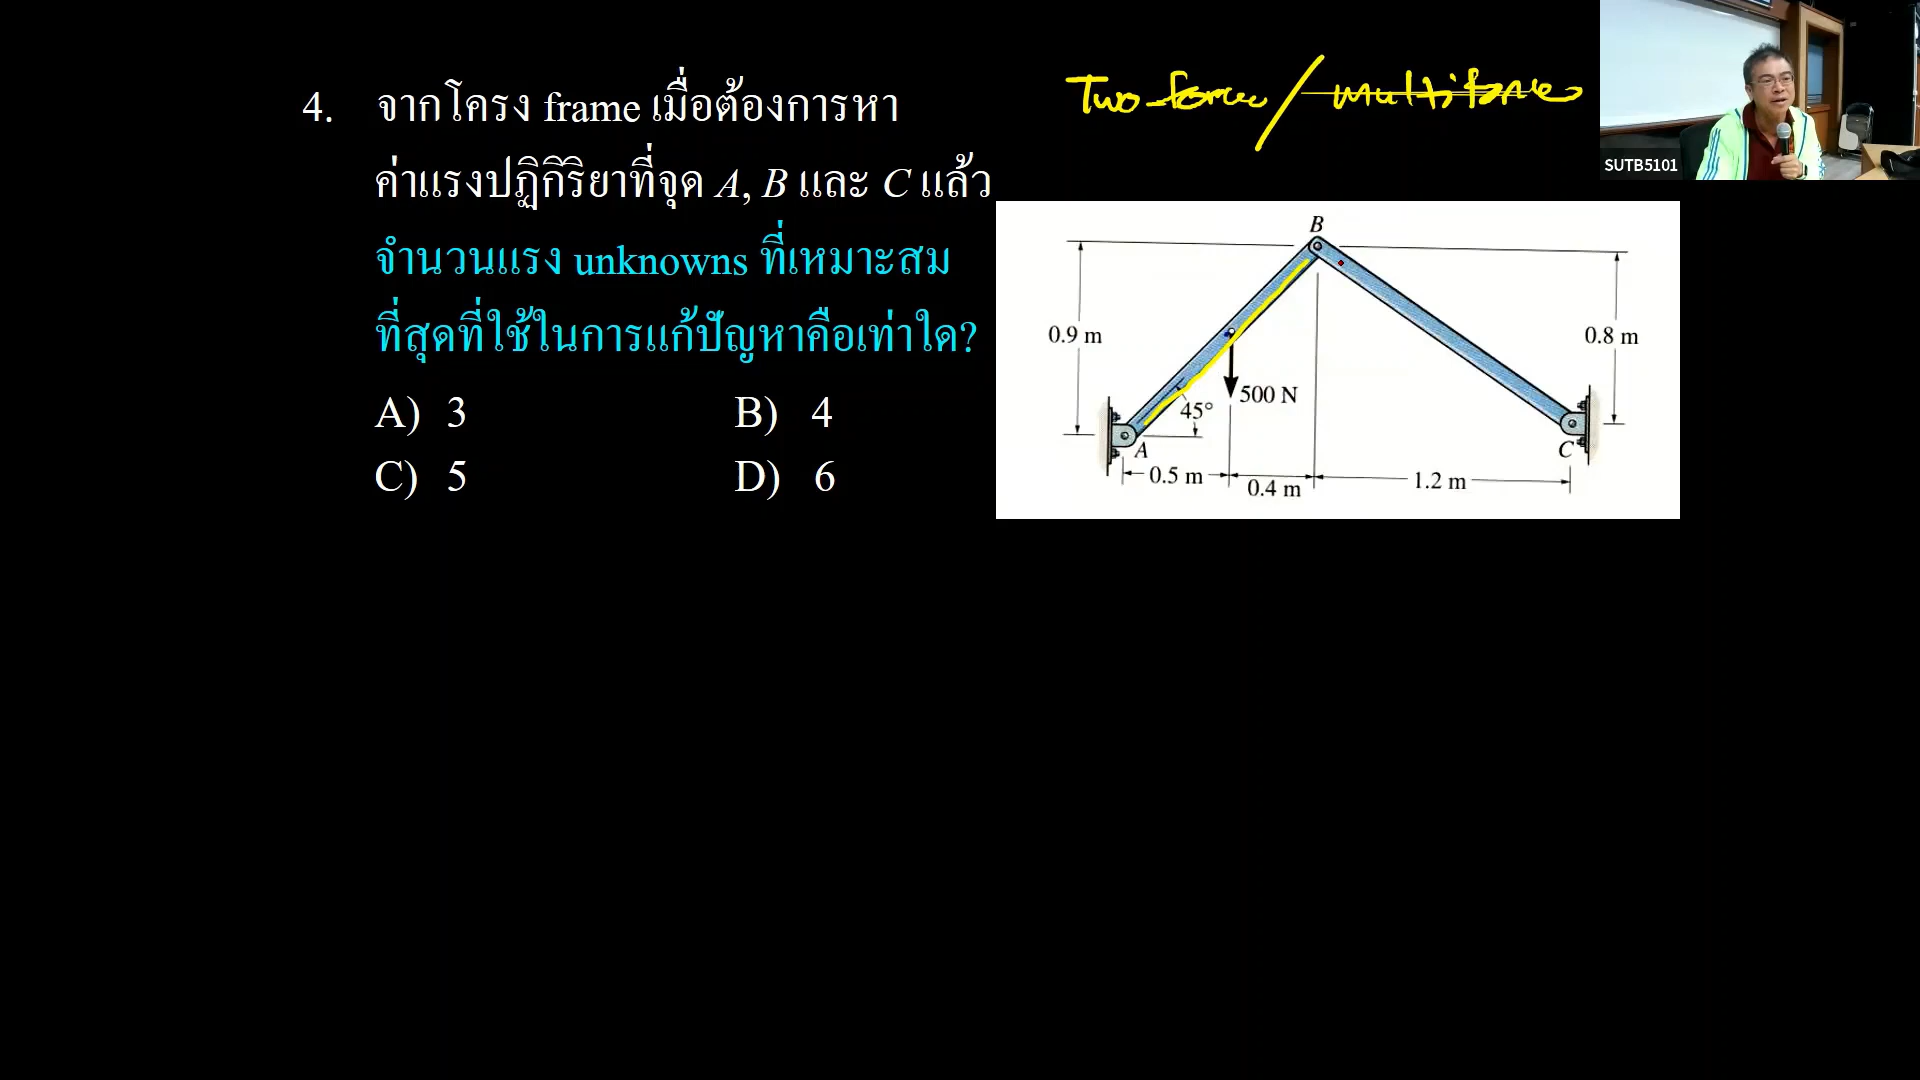 Two-force / multiforce
SUTB5101
4. จากโครง frame เมื่อต้องการหา
ค่าแรงปฏิกิริยาที่จุด A, B และ C แล้ว
จำนวนแรง unknowns ที่เหมาะสม
ที่สุดที่ใช้ในการแก้ปัญหาคือเท่าใด?
A) 3 B) 4
C) 5 D) 6
B
0.9 m 0.8 m
500 N
45°
A C
0.5 m 0.4 m 1.2 m